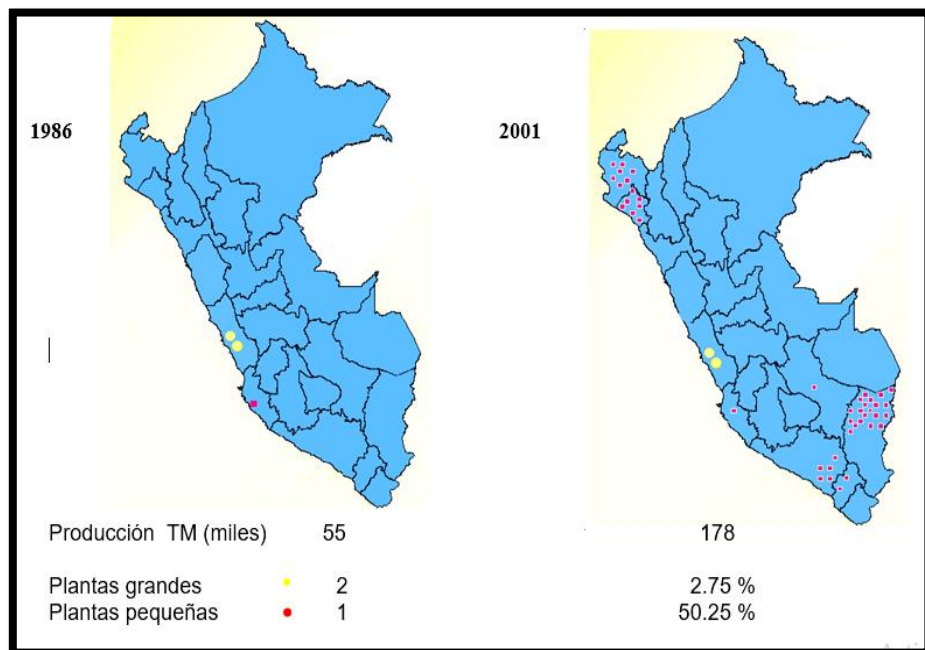 1986 2001
Producción TM (miles) 55 178
Plantas grandes 2 2.75 %
Plantas pequeñas 1 50.25 %